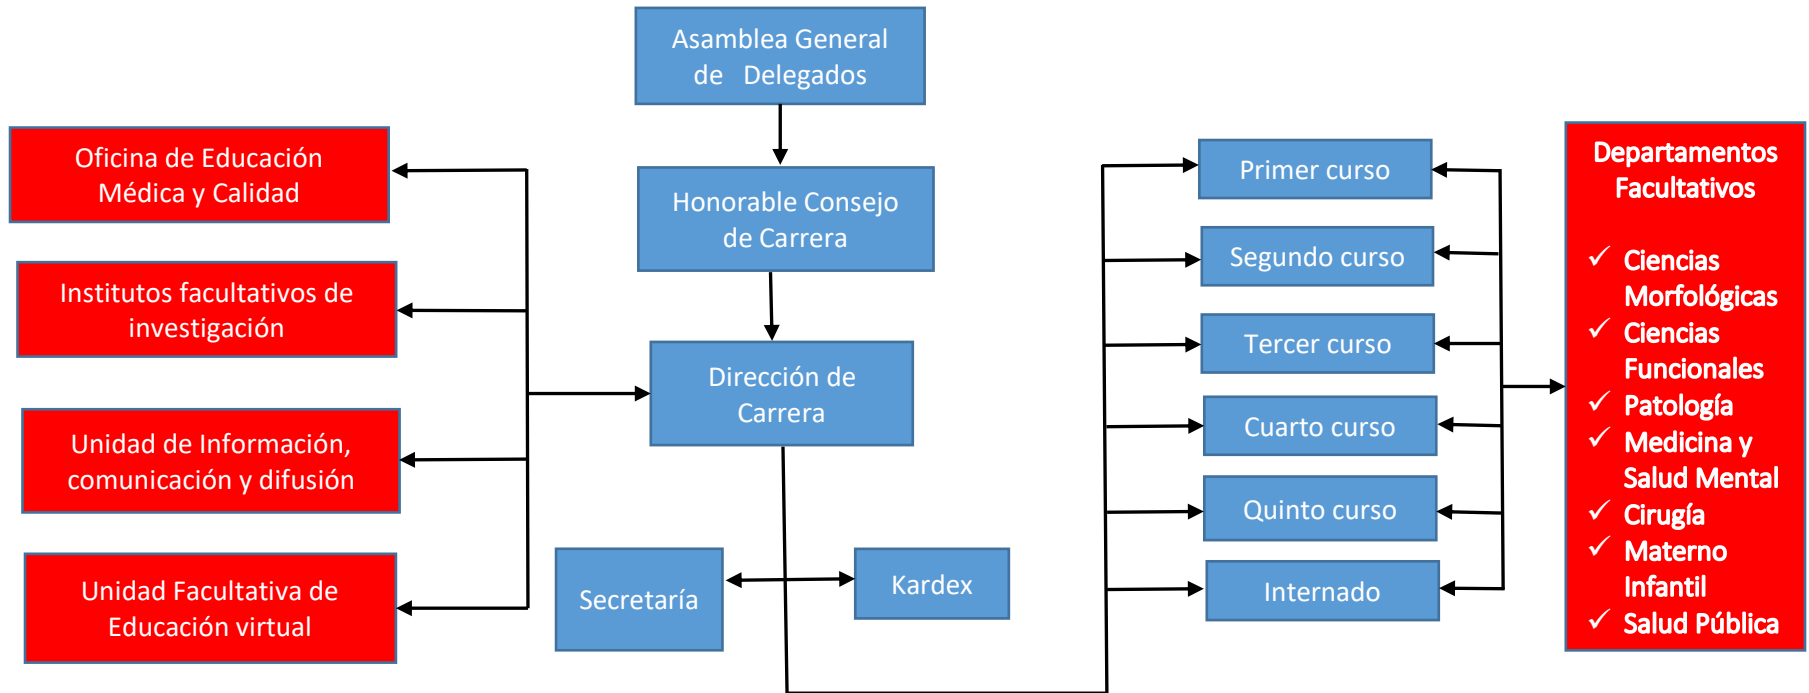 Asamblea General
de Delegados
Oficina de Educación
Médica y Calidad
Honorable Consejo
de Carrera
Institutos facultativos de
investigación
Dirección de
Carrera
Unidad de Información,
comunicación y difusión
Unidad Facultativa de
Educación virtual
Secretaría
Kardex
Primer curso
Segundo curso
Tercer curso
Cuarto curso
Quinto curso
Internado
Departamentos
Facultativos
✓ Ciencias
Morfológicas
✓ Ciencias
Funcionales
✓ Patología
✓ Medicina y
Salud Mental
✓ Cirugía
✓ Materno
Infantil
✓ Salud Pública